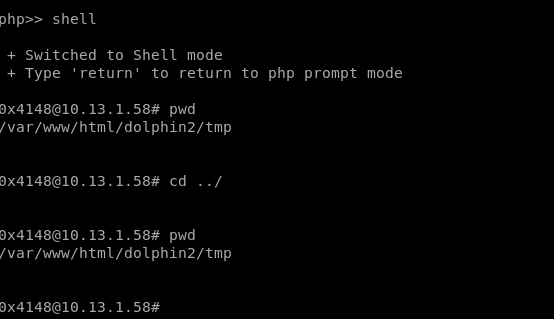 php>> shell
+ Switched to Shell mode
+ Type 'return' to return to php prompt mode
0x4148@10.13.1.58# pwd
/var/www/html/dolphin2/tmp
0x4148@10.13.1.58# cd ../
0x4148@10.13.1.58# pwd
/var/www/html/dolphin2/tmp
0x4148@10.13.1.58#